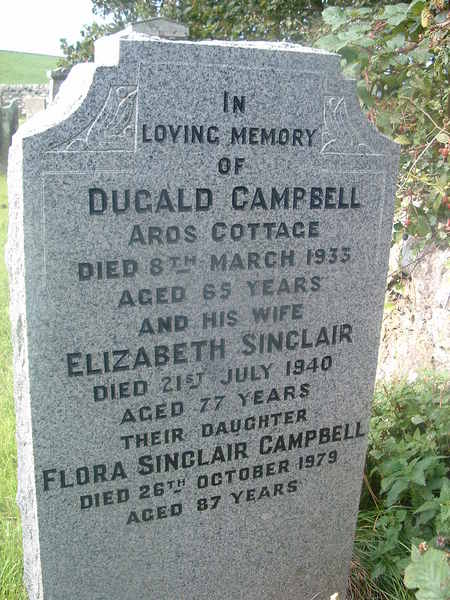 IN
LOVING MEMORY
OF
DUGALD CAMPBELL
AROS COTTAGE
DIED 8TH MARCH 1933
AGED 65 YEARS
AND HIS WIFE
ELIZABETH SINCLAIR
DIED 21ST JULY 1940
AGED 77 YEARS
THEIR DAUGHTER
FLORA SINCLAIR CAMPBELL
DIED 26TH OCTOBER 1979
AGED 87 YEARS